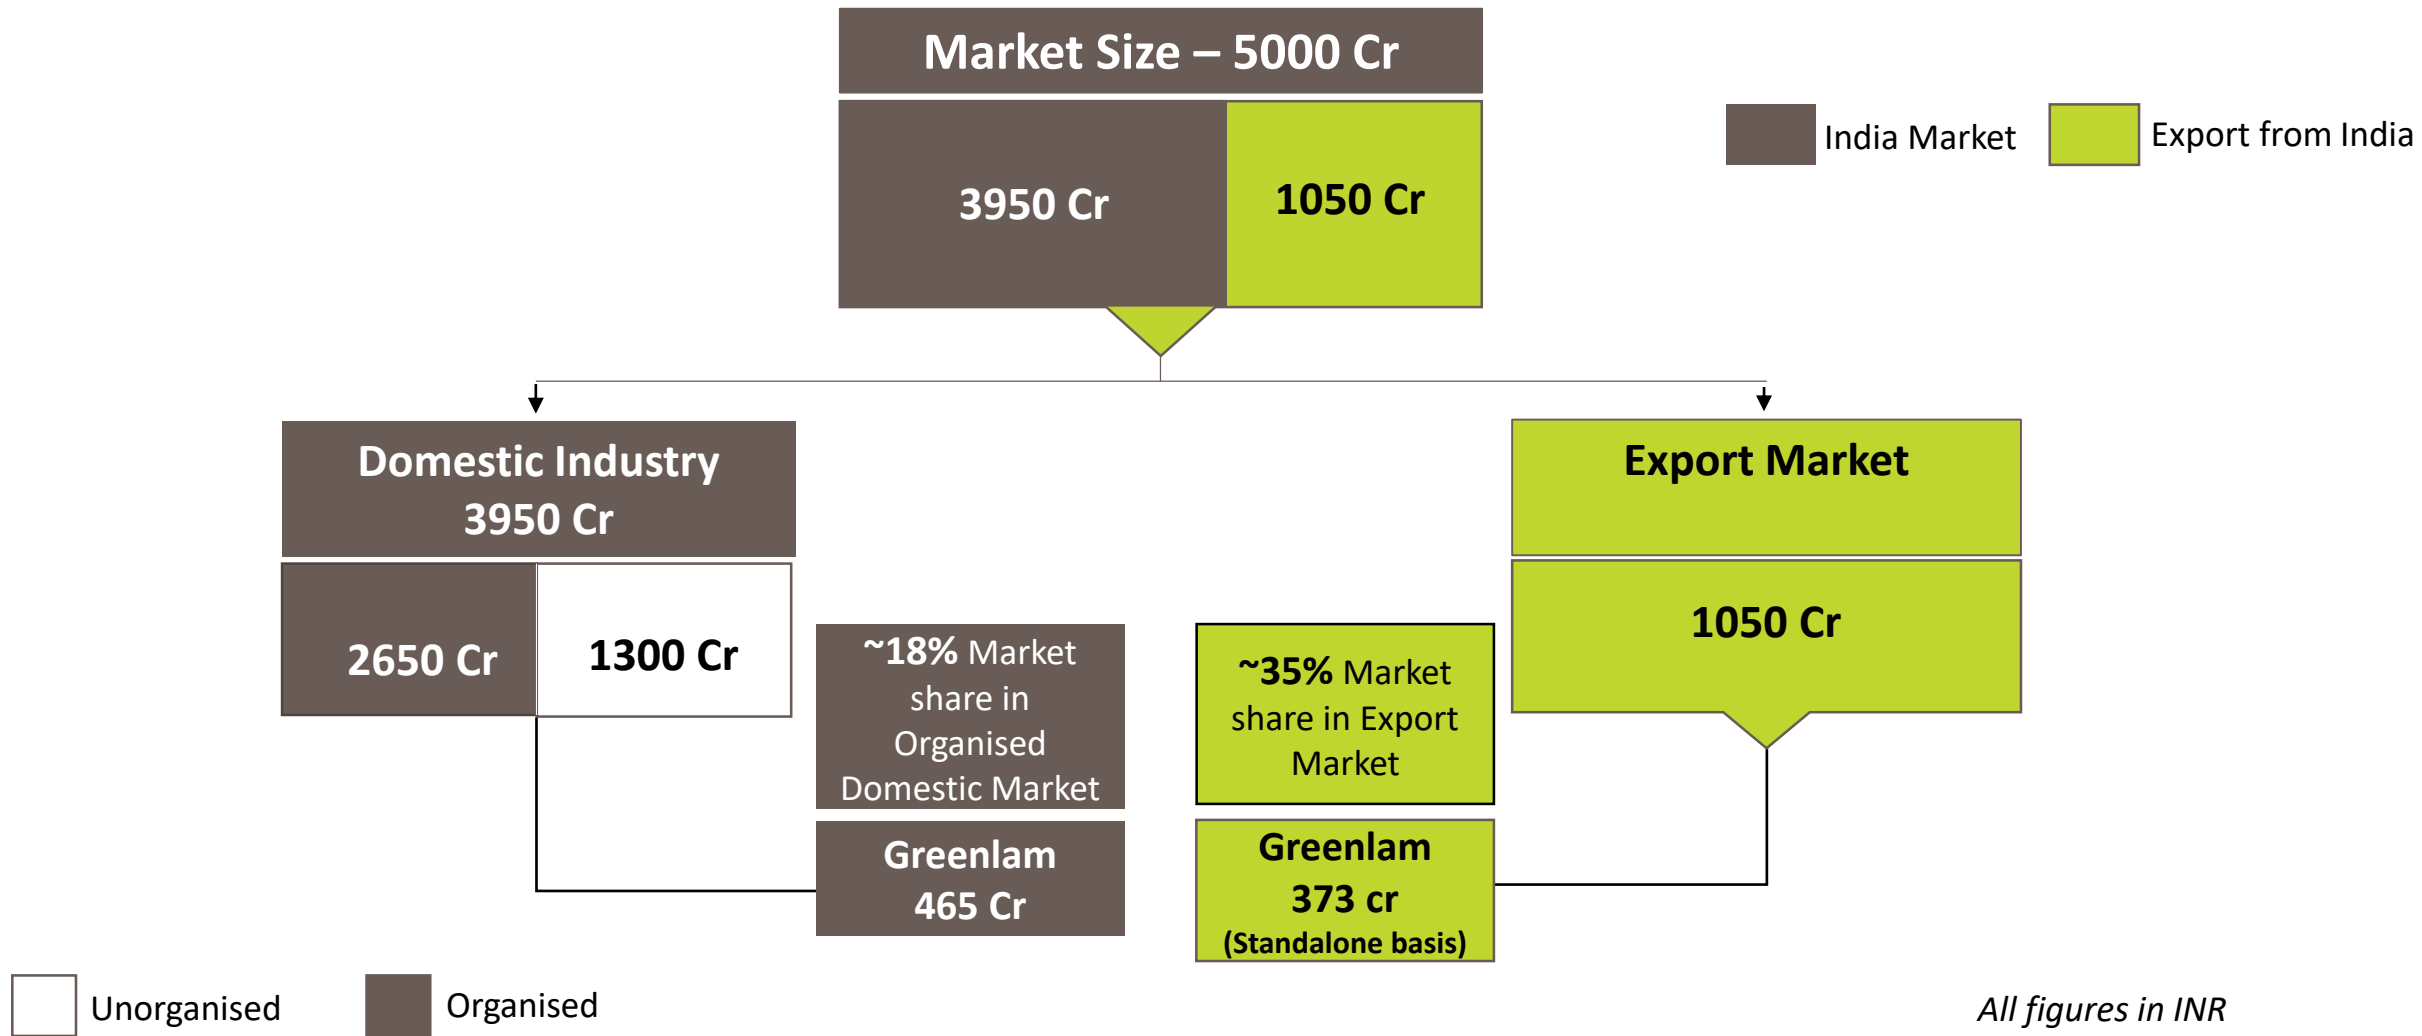 Market Size – 5000 Cr
3950 Cr
1050 Cr
India Market
Export from India
Domestic Industry
3950 Cr
Export Market
2650 Cr
1300 Cr
1050 Cr
~18% Market
share in
Organised
Domestic Market
~35% Market
share in Export
Market
Greenlam
465 Cr
Greenlam
373 cr
(Standalone basis)
Unorganised
Organised
All figures in INR